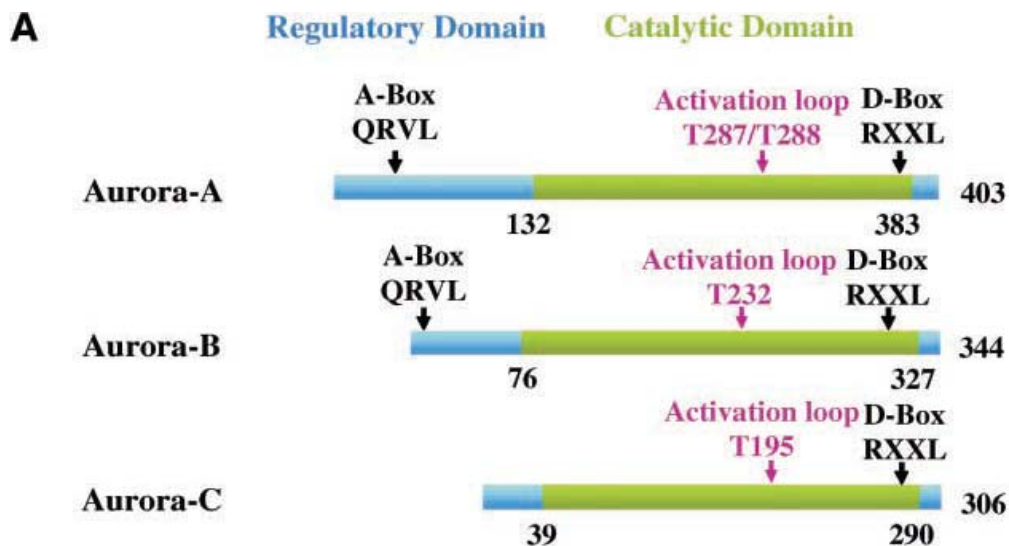 A
Regulatory Domain Catalytic Domain
A-Box
QRVL
Activation loop
T287/T288
D-Box
RXXL
Aurora-A
403
132
383
A-Box
QRVL
Activation loop
T232
D-Box
RXXL
Aurora-B
344
76
327
Activation loop
T195
D-Box
RXXL
Aurora-C
306
39
290